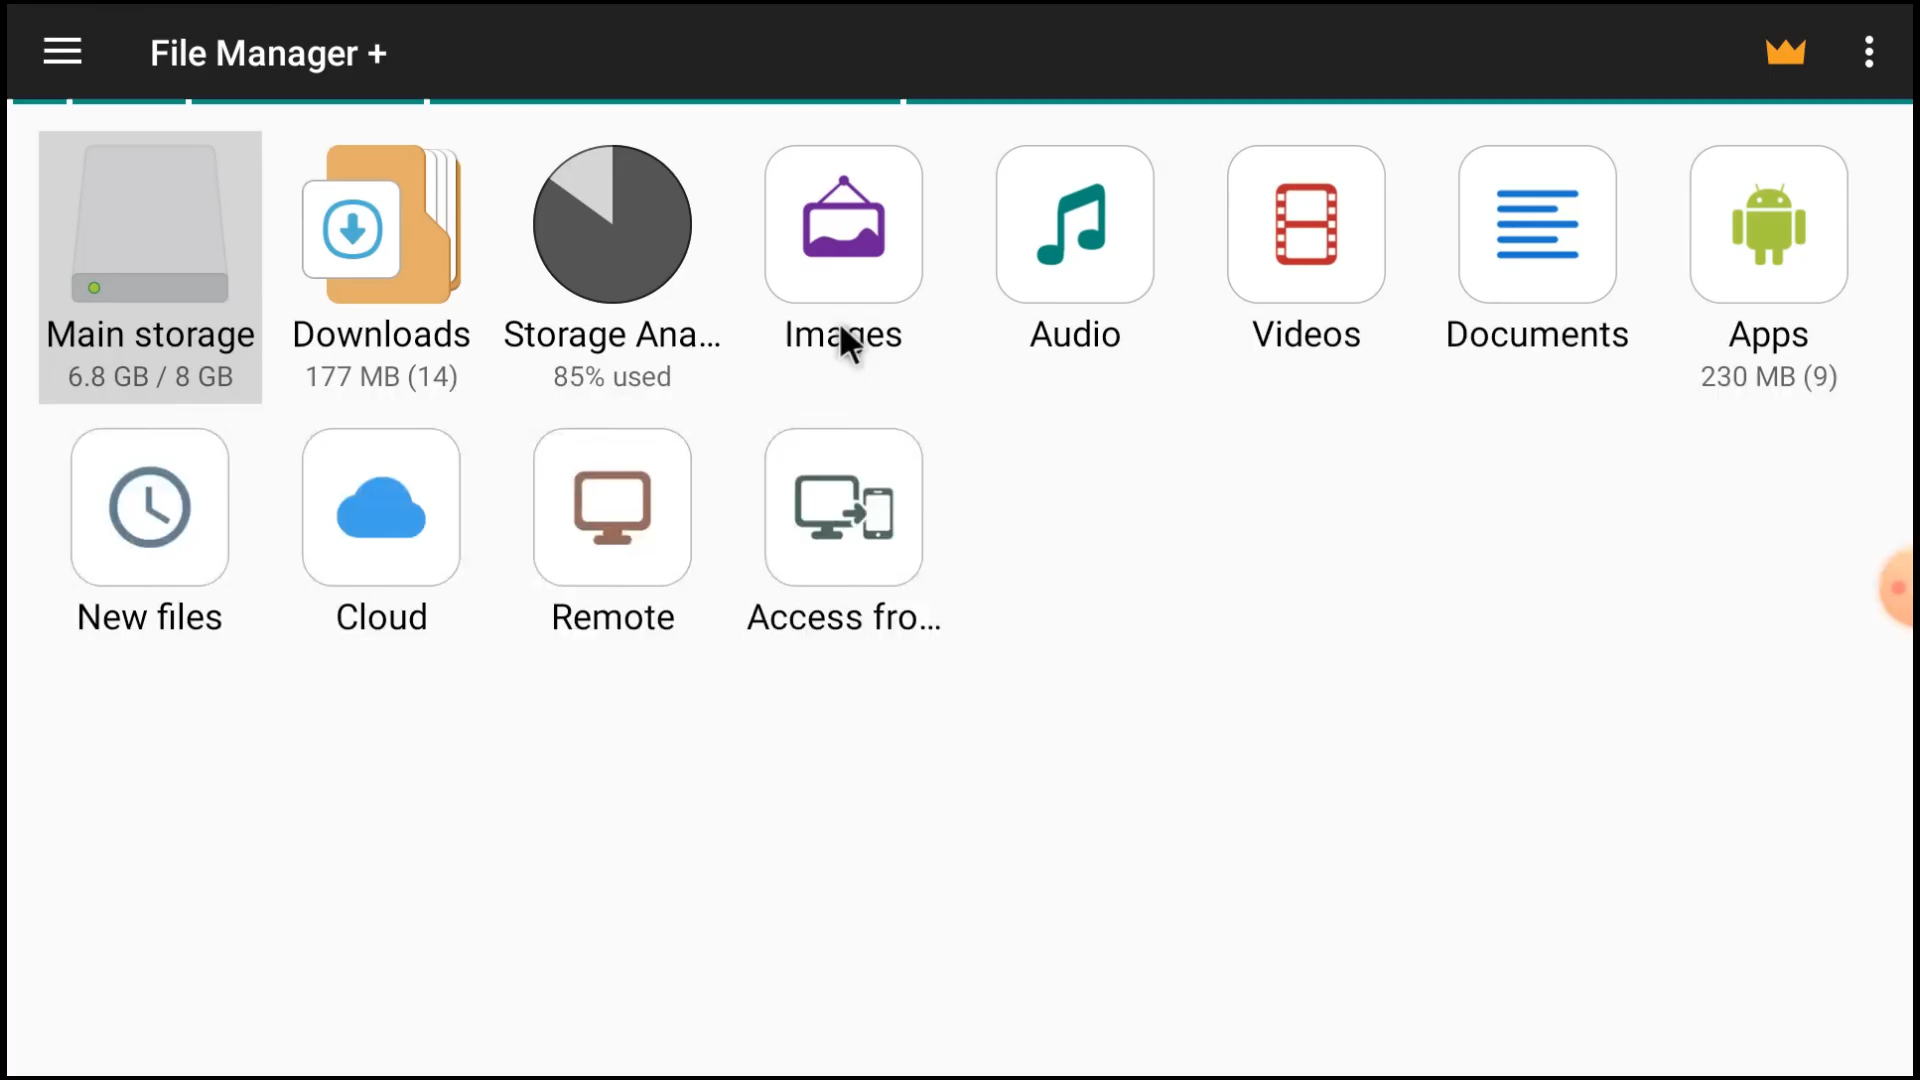 File Manager +
Main storage
6.8 GB / 8 GB
Downloads
177 MB (14)
Storage Ana...
85% used
Images
Audio
Videos
Documents
Apps
230 MB (9)
New files
Cloud
Remote
Access fro...